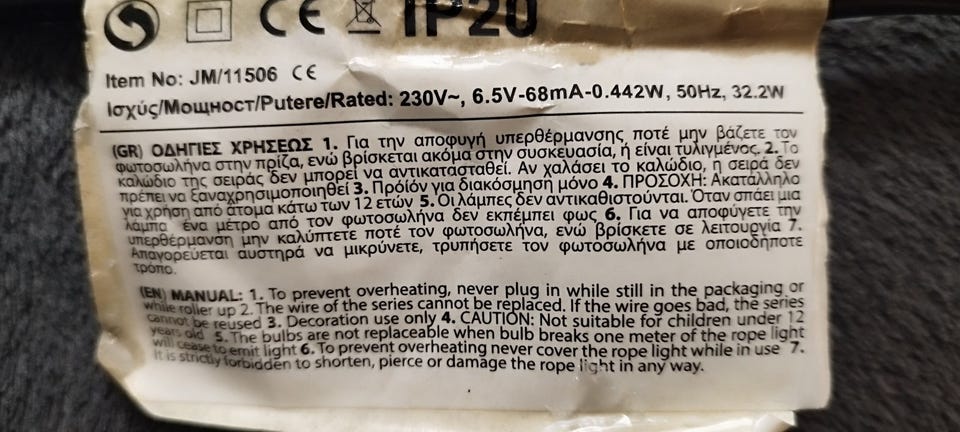 CE IP20
Item No: JM/11506 CE
Ισχύς/Мощност/Putere/Rated: 230V~, 6.5V-68mA-0.442W, 50Hz, 32.2W
(GR) ΟΔΗΓΙΕΣ ΧΡΗΣΕΩΣ 1. Για την αποφυγή υπερθέρμανσης ποτέ μην βάζετε τον
φωτοσωλήνα στην πρίζα, ενώ βρίσκεται ακόμα στην συσκευασία, ή είναι τυλιγμένος. 2. Το
καλώδιο της σειράς δεν μπορεί να αντικατασταθεί. Αν χαλάσει το καλώδιο, η σειρά δεν
πρέπει να ξαναχρησιμοποιηθεί 3. Προϊόν για διακόσμηση μόνο 4. ΠΡΟΣΟΧΗ: Ακατάλληλο
για χρήση από άτομα κάτω των 12 ετών 5. Οι λάμπες δεν αντικαθιστούνται. Όταν σπάει μια
λάμπα ένα μέτρο από τον φωτοσωλήνα δεν εκπέμπει φως 6. Για να αποφύγετε την
υπερθέρμανση μην καλύπτετε ποτέ τον φωτοσωλήνα, ενώ βρίσκετε σε λειτουργία 7.
Απαγορεύεται αυστηρά να μικρύνετε, τρυπήσετε τον φωτοσωλήνα με οποιοδήποτε
τρόπο.
(EN) MANUAL: 1. To prevent overheating, never plug in while still in the packaging or
while roller up 2. The wire of the series cannot be replaced. If the wire goes bad, the series
cannot be reused 3. Decoration use only 4. CAUTION: Not suitable for children under 12
years old 5. The bulbs are not replaceable when bulb breaks one meter of the rope light
will cease to emit light 6. To prevent overheating never cover the rope light while in use 7.
It is strictly forbidden to shorten, pierce or damage the rope light in any way.